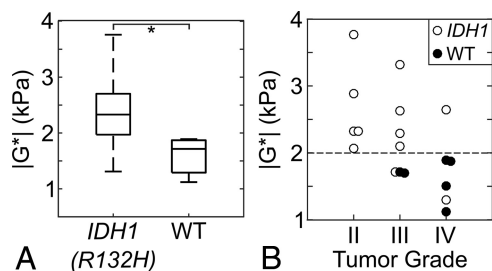 4
3
2
1
|G*| (kPa)
*
IDH1
(R132H)
WT
A
4
3
2
1
|G*| (kPa)
IDH1
WT
II
III
IV
Tumor Grade
B